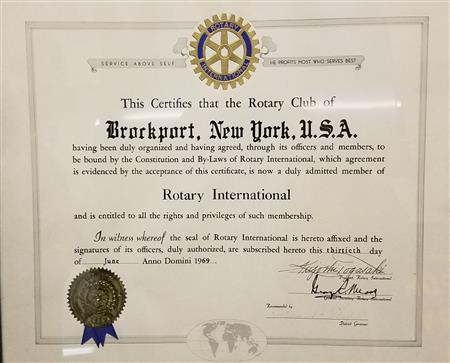 ROTARY
INTERNATIONAL
SERVICE ABOVE SELF
HE PROFITS MOST WHO SERVES BEST
This Certifies that the Rotary Club of
Brockport, New York, U.S.A.
having been duly organized and having agreed, through its officers and members, to
be bound by the Constitution and By-Laws of Rotary International, which agreement
is evidenced by the acceptance of this certificate, is now a duly admitted member of
Rotary International
and is entitled to all the rights and privileges of such membership.
In witness whereof the seal of Rotary International is hereto affixed and the
signatures of its officers, duly authorized, are subscribed hereto this thirtieth day
of June Anno Domini 1969.
President, Rotary International
General Secretary, Rotary International
Recommended by
District Governor